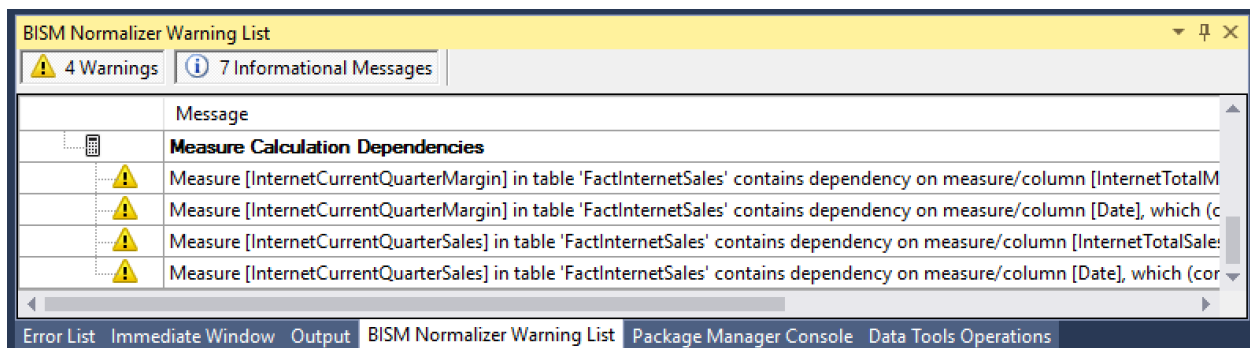 BISM Normalizer Warning List
4 Warnings 7 Informational Messages
Message
Measure Calculation Dependencies
Measure [InternetCurrentQuarterMargin] in table 'FactInternetSales' contains dependency on measure/column [InternetTotalM
Measure [InternetCurrentQuarterMargin] in table 'FactInternetSales' contains dependency on measure/column [Date], which (c
Measure [InternetCurrentQuarterSales] in table 'FactInternetSales' contains dependency on measure/column [InternetTotalSales
Measure [InternetCurrentQuarterSales] in table 'FactInternetSales' contains dependency on measure/column [Date], which (cor
Error List Immediate Window Output BISM Normalizer Warning List Package Manager Console Data Tools Operations